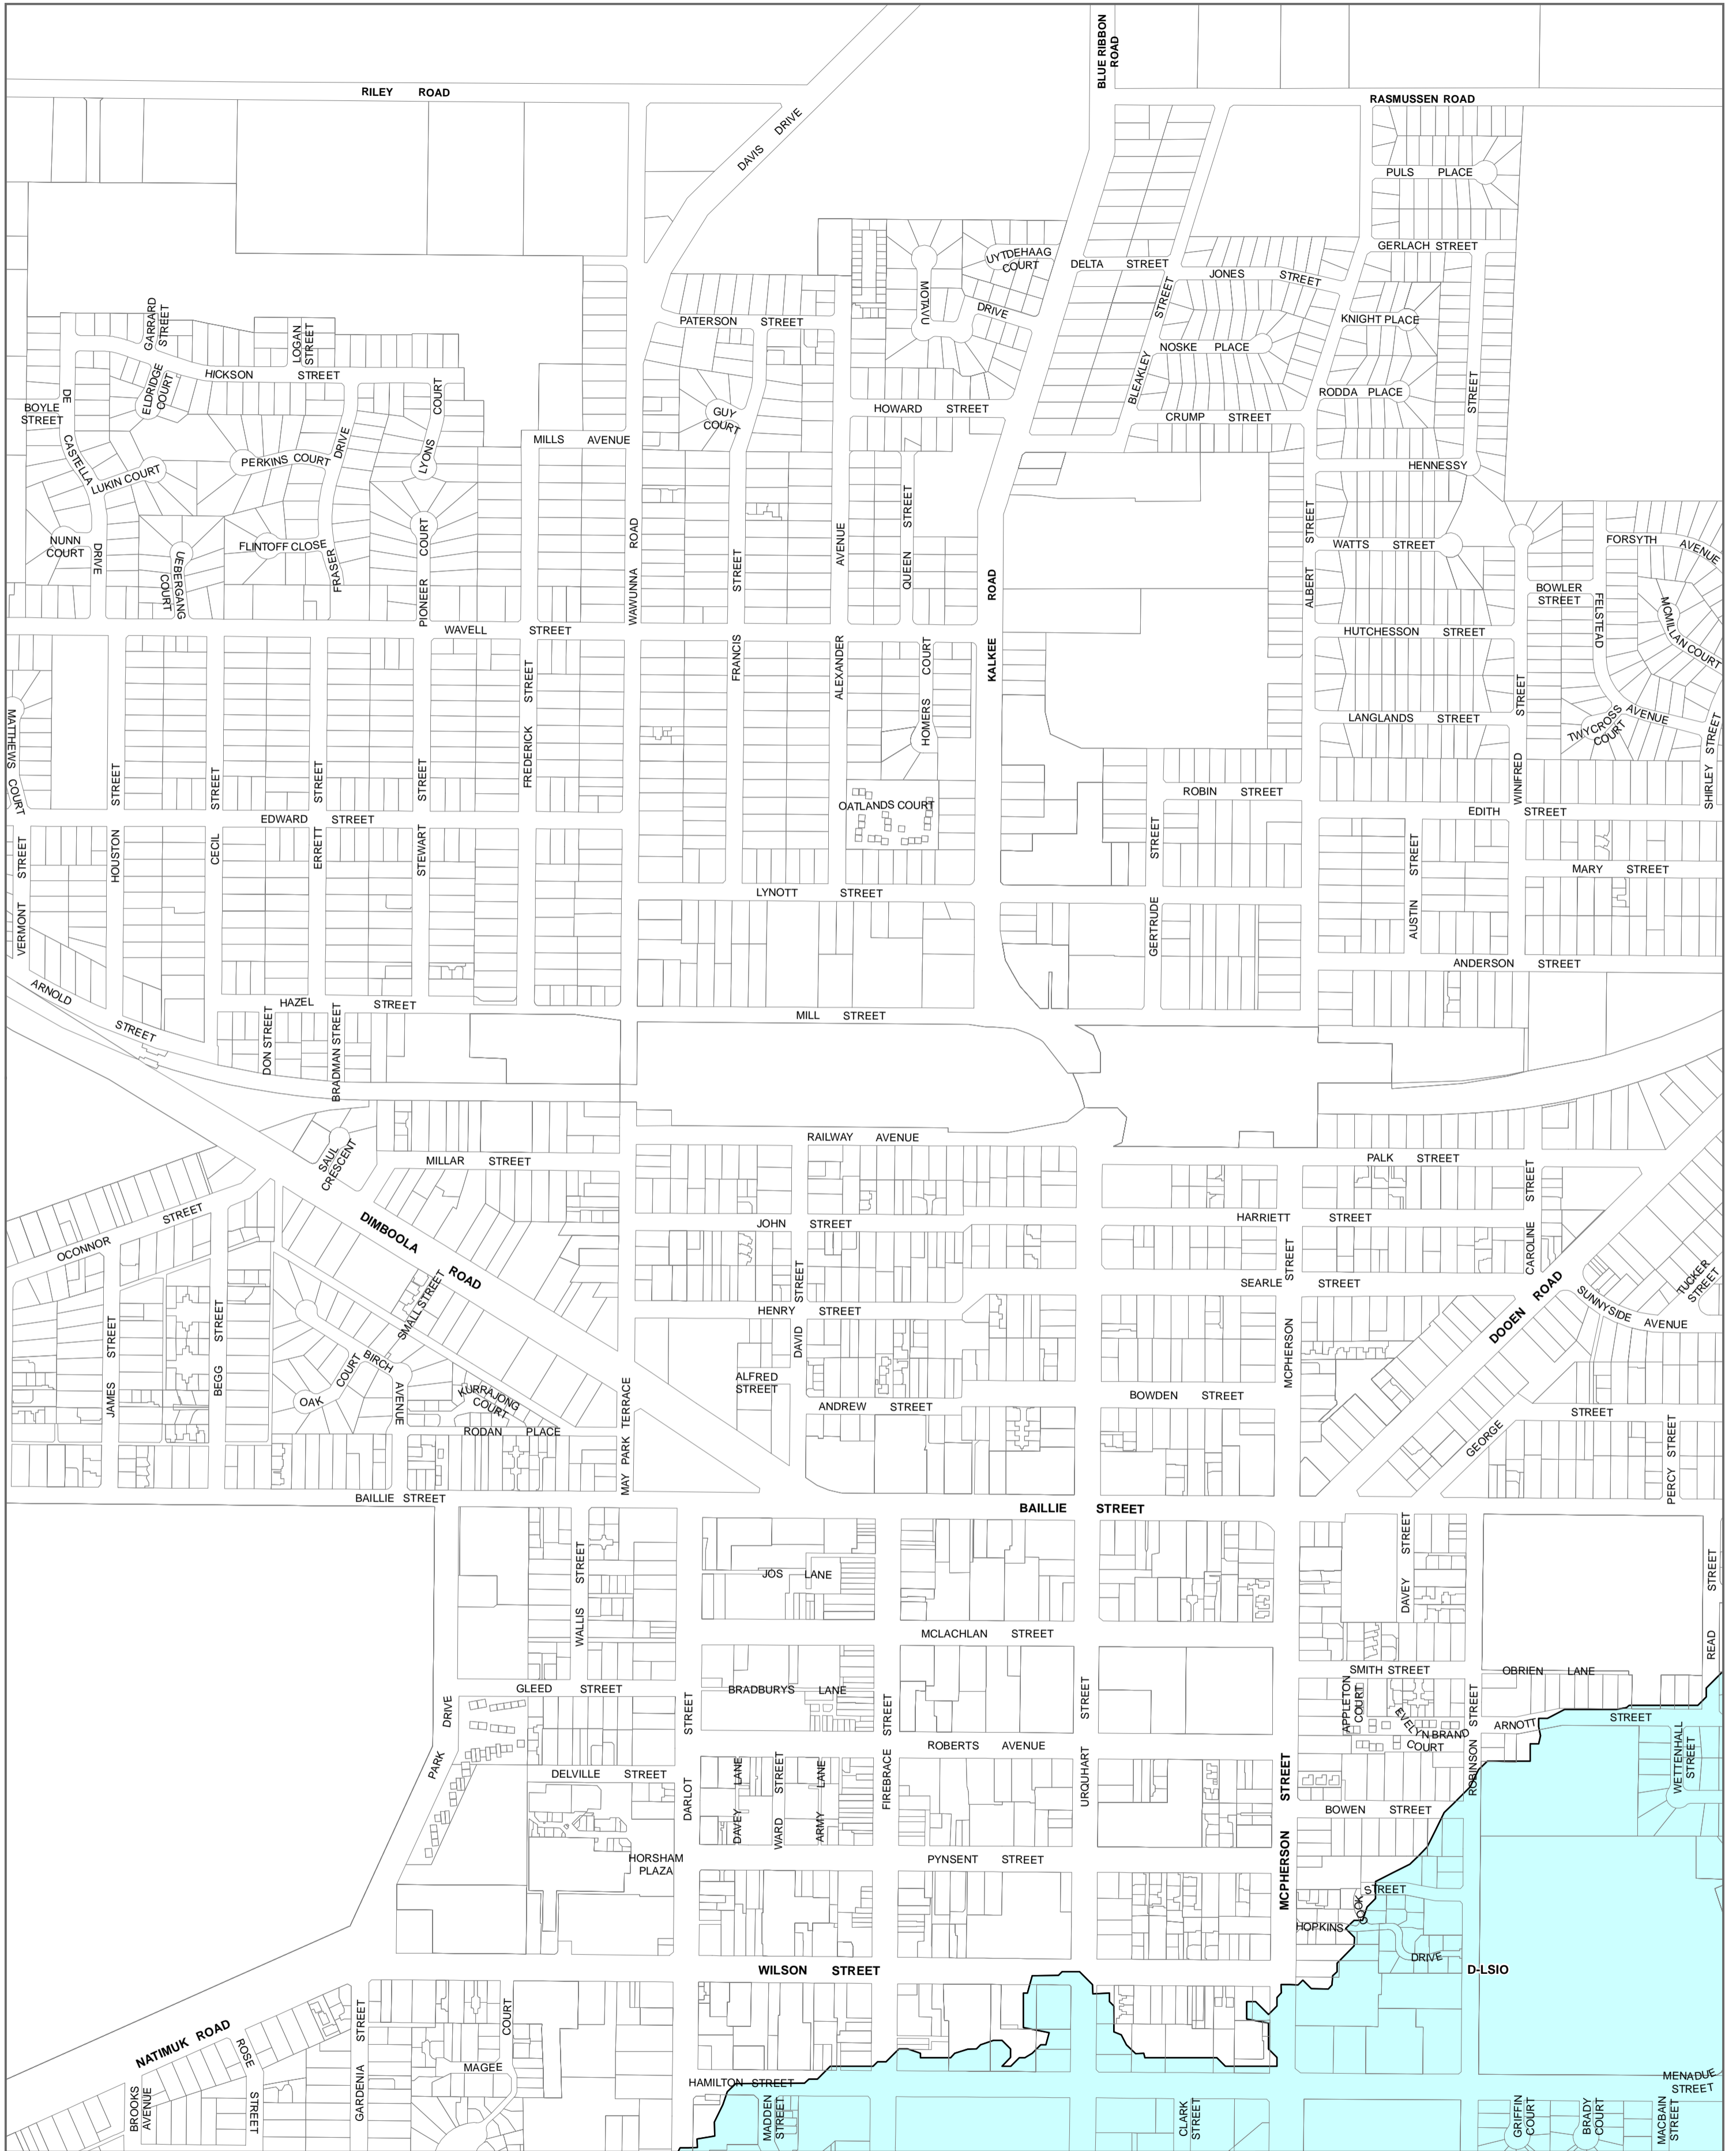 BLUE RIBBON
ROAD
RILEY ROAD
RASMUSSEN ROAD
DAVIS DRIVE
PULS PLACE
GERLACH STREET
UYTDEHAAG
COURT
DELTA STREET
JONES STREET
MOTAVU DRIVE
GARRARD
STREET
LOGAN
STREET
PATERSON STREET
KNIGHT PLACE
NOSKE PLACE
BLEAKLEY STREET
HICKSON STREET
ELDRIDGE
COURT
BOYLE
STREET
DE CASTELLA DRIVE
LYONS COURT
GUY
COURT
HOWARD STREET
RODDA PLACE
CRUMP STREET
MILLS AVENUE
PERKINS COURT
LUKIN COURT
HENNESSY STREET
NUNN
COURT
UEBERGANG
COURT
FLINTOFF CLOSE
FRASER DRIVE
PIONEER COURT
WAWUNNA ROAD
FRANCIS STREET
ALEXANDER AVENUE
QUEEN STREET
KALKEE ROAD
ALBERT STREET
WATTS STREET
FORSYTH AVENUE
BOWLER
STREET
FELSTEAD AVENUE
MCMILLAN COURT
WAVELL STREET
HUTCHESSON STREET
HOMERS COURT
FREDERICK STREET
MATTHEWS COURT
LANGLANDS STREET
TWYCROSS
COURT
WINIFRED STREET
SHIRLEY STREET
ROBIN STREET
OATLANDS COURT
EDWARD STREET
EDITH STREET
VERMONT STREET
HOUSTON STREET
CECIL STREET
ERRETT STREET
STEWART STREET
GERTRUDE STREET
AUSTIN STREET
MARY STREET
LYNOTT STREET
ANDERSON STREET
ARNOLD STREET
HAZEL STREET
DON STREET
BRADMAN STREET
MILL STREET
RAILWAY AVENUE
SAUL
CRESCENT
MILLAR STREET
PALK STREET
OCONNOR STREET
DIMBOOLA ROAD
JOHN STREET
HARRIETT STREET
CAROLINE STREET
SEARLE STREET
SMALL STREET
DOOEN ROAD
TUCKER
STREET
SUNNYSIDE AVENUE
HENRY STREET
DAVID STREET
MCPHERSON STREET
JAMES STREET
BEGG STREET
BIRCH AVENUE
OAK COURT
KURRAJONG
COURT
ALFRED
STREET
BOWDEN STREET
ANDREW STREET
GEORGE STREET
RODAN PLACE
MAY PARK TERRACE
PERCY STREET
BAILLIE STREET
BAILLIE STREET
WALLIS STREET
JOS LANE
DAVEY STREET
READ STREET
MCLACHLAN STREET
SMITH STREET
OBRIEN LANE
GLEED STREET
BRADBURYS LANE
APPLETON
COURT
EVELYN BRAND
COURT
ROBINSON STREET
ARNOTT STREET
WETTENHALL
STREET
PARK DRIVE
DARLOT STREET
FIREBRACE STREET
URQUHART STREET
ROBERTS AVENUE
DELVILLE STREET
DAVEY LANE
WARD STREET
ARMY LANE
MCPHERSON STREET
BOWEN STREET
HORSHAM
PLAZA
PYNSENT STREET
COOK STREET
HOPKINS DRIVE
WILSON STREET
D-LSIO
NATIMUK ROAD
ROSE STREET
GARDENIA STREET
MAGEE COURT
BROOKS
AVENUE
HAMILTON STREET
MADDEN
STREET
CLARK
STREET
MENADUE
STREET
GRIFFIN
COURT
BRADY
COURT
MACBAIN
STREET